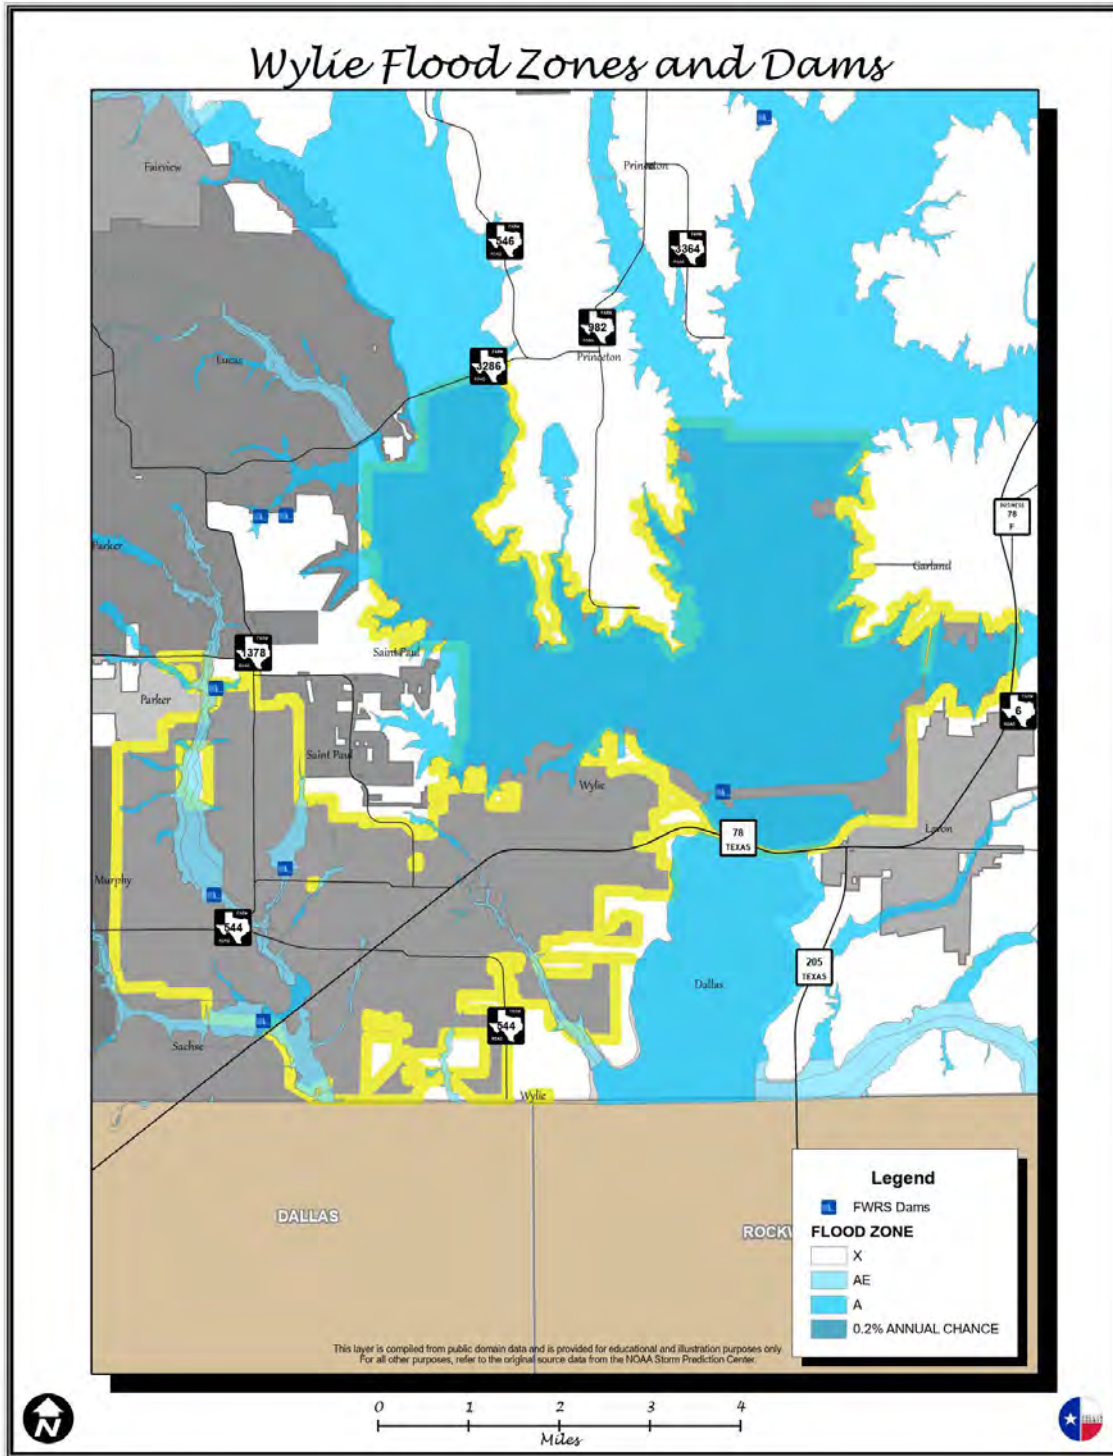 Wylie Flood Zones and Dams
Fairview
Princeton
546
3364
982
Princeton
Lucas
3286
BUSINESS
78
F
Parker
Garland
1378
Saint Paul
Parker
6
Saint Paul
Wylie
78
TEXAS
Lavon
Murphy
544
205
TEXAS
Dallas
544
Sachse
Wylie
DALLAS
ROCKW
Legend
FWRS Dams
FLOOD ZONE
X
AE
A
0.2% ANNUAL CHANCE
This layer is compiled from public domain data and is provided for educational and illustration purposes only
For all other purposes, refer to the original source data from the NOAA Storm Prediction Center.
N
0 1 2 3 4
Miles